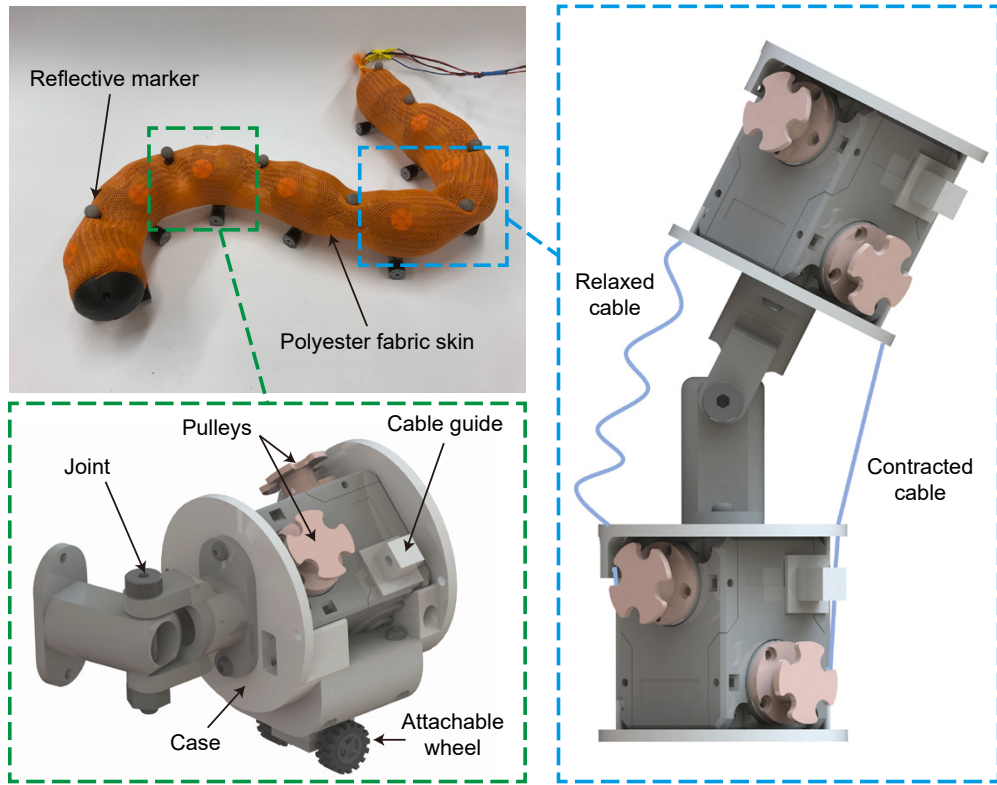 Reflective marker
Polyester fabric skin
Relaxed
cable
Contracted
cable
Pulleys
Cable guide
Joint
Case
Attachable
wheel